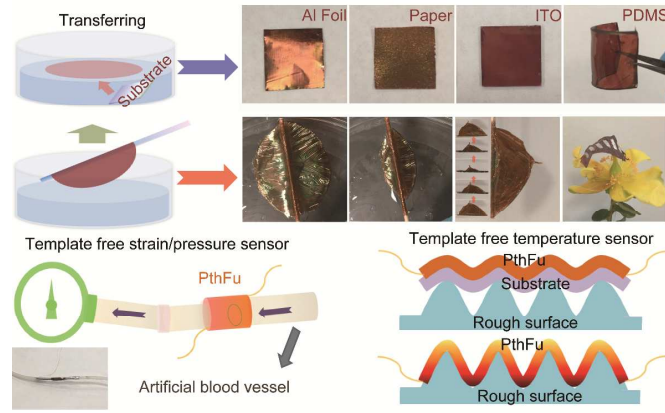 Transferring
Al Foil
Paper
ITO
PDMS
Substrate
Template free strain/pressure sensor
PthFu
Artificial blood vessel
Template free temperature sensor
PthFu
Substrate
Rough surface
PthFu
Rough surface